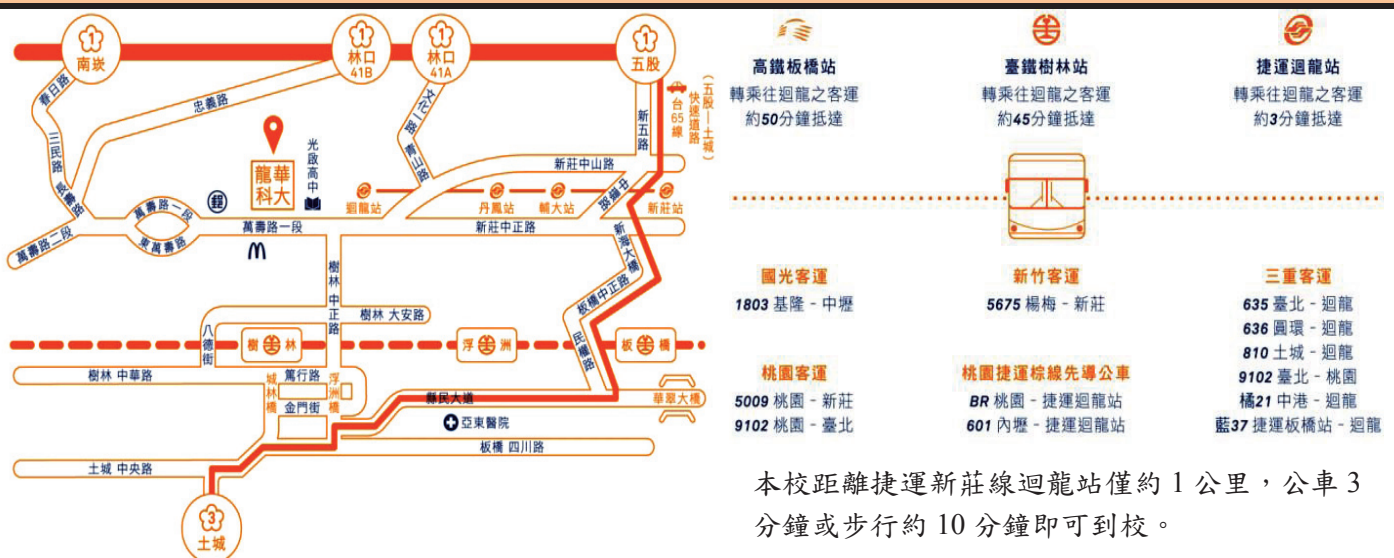 1
南崁
1
林口
41B
1
林口
41A
1
五股
春日路
三民路
長壽路
忠義路
文化一路
青山路
新五路
台65線
快速道路
(五股—土城)
龍華
科大
光啟高中
郵
新莊中山路
中華路
迴龍站
丹鳳站
輔大站
新莊站
萬壽路二段
萬壽路一段
東萬壽路
萬壽路一段
新莊中正路
樹林 中正路
新海大橋
板橋中正路
民權路
樹林 大安路
八德街
樹林
浮洲
板橋
樹林 中華路
城林橋
篤行路
金門街
浮洲橋
縣民大道
華翠大橋
亞東醫院
板橋 四川路
土城 中央路
3
土城
高鐵板橋站
轉乘往迴龍之客運
約50分鐘抵達
臺鐵樹林站
轉乘往迴龍之客運
約45分鐘抵達
捷運迴龍站
轉乘往迴龍之客運
約3分鐘抵達
國光客運
1803 基隆 - 中壢
新竹客運
5675 楊梅 - 新莊
三重客運
635 臺北 - 迴龍
636 圓環 - 迴龍
810 土城 - 迴龍
9102 臺北 - 桃園
橘21 中港 - 迴龍
藍37 捷運板橋站 - 迴龍
桃園客運
5009 桃園 - 新莊
9102 桃園 - 臺北
桃園捷運棕線先導公車
BR 桃園 - 捷運迴龍站
601 內壢 - 捷運迴龍站
本校距離捷運新莊線迴龍站僅約 1 公里，公車 3
分鐘或步行約 10 分鐘即可到校。